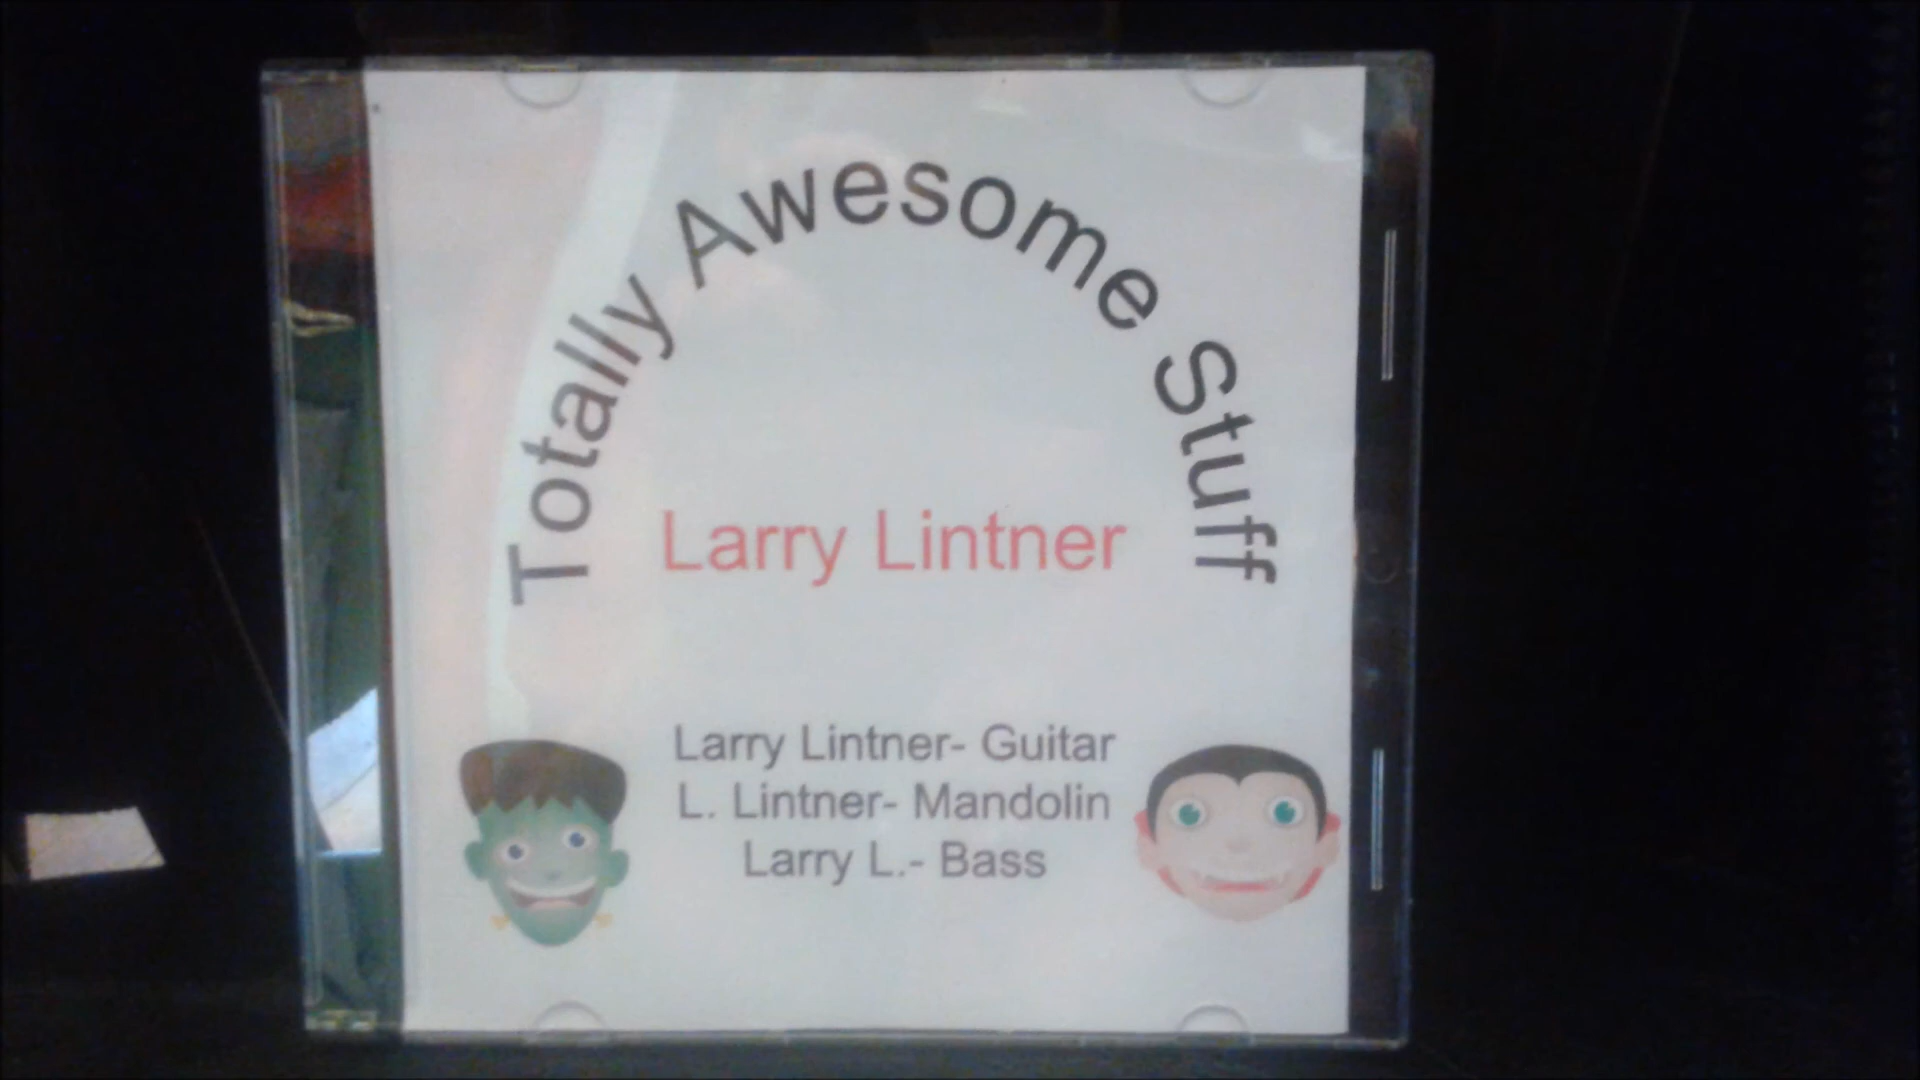 Totally Awesome Stuff
Larry Lintner
Larry Lintner- Guitar
L. Lintner- Mandolin
Larry L.- Bass